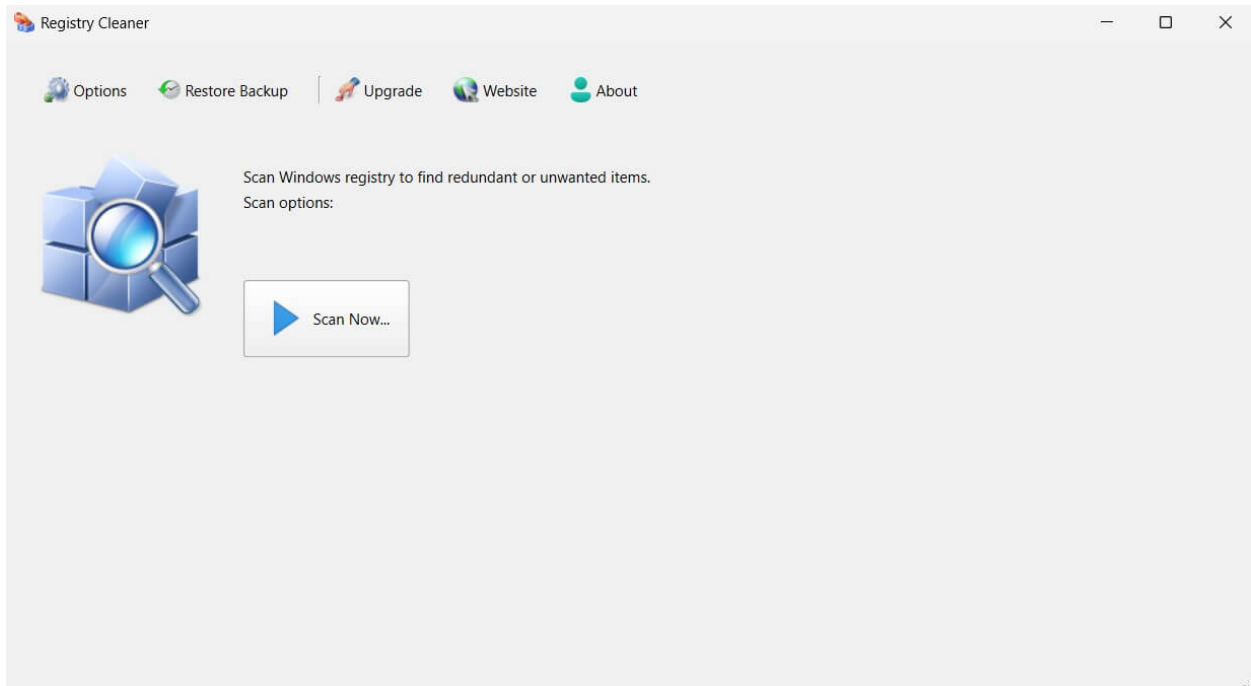 Registry Cleaner
Options Restore Backup Upgrade Website About
Scan Windows registry to find redundant or unwanted items.
Scan options:
Scan Now...